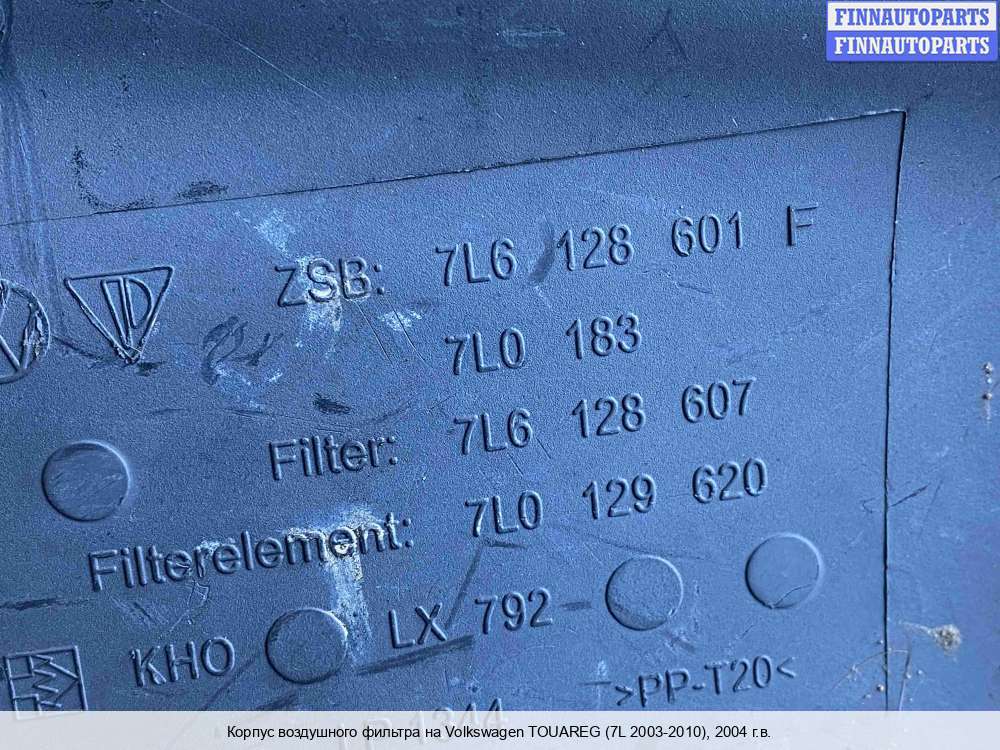 FINNAUTOPARTS
FINNAUTOPARTS
ZSB: 7L6 128 601 F
7L0 183
Filter: 7L6 128 607
Filterelement: 7L0 129 620
KHO LX 792
>PP-T20<
1344
Корпус воздушного фильтра на Volkswagen TOUAREG (7L 2003-2010), 2004 г.в.